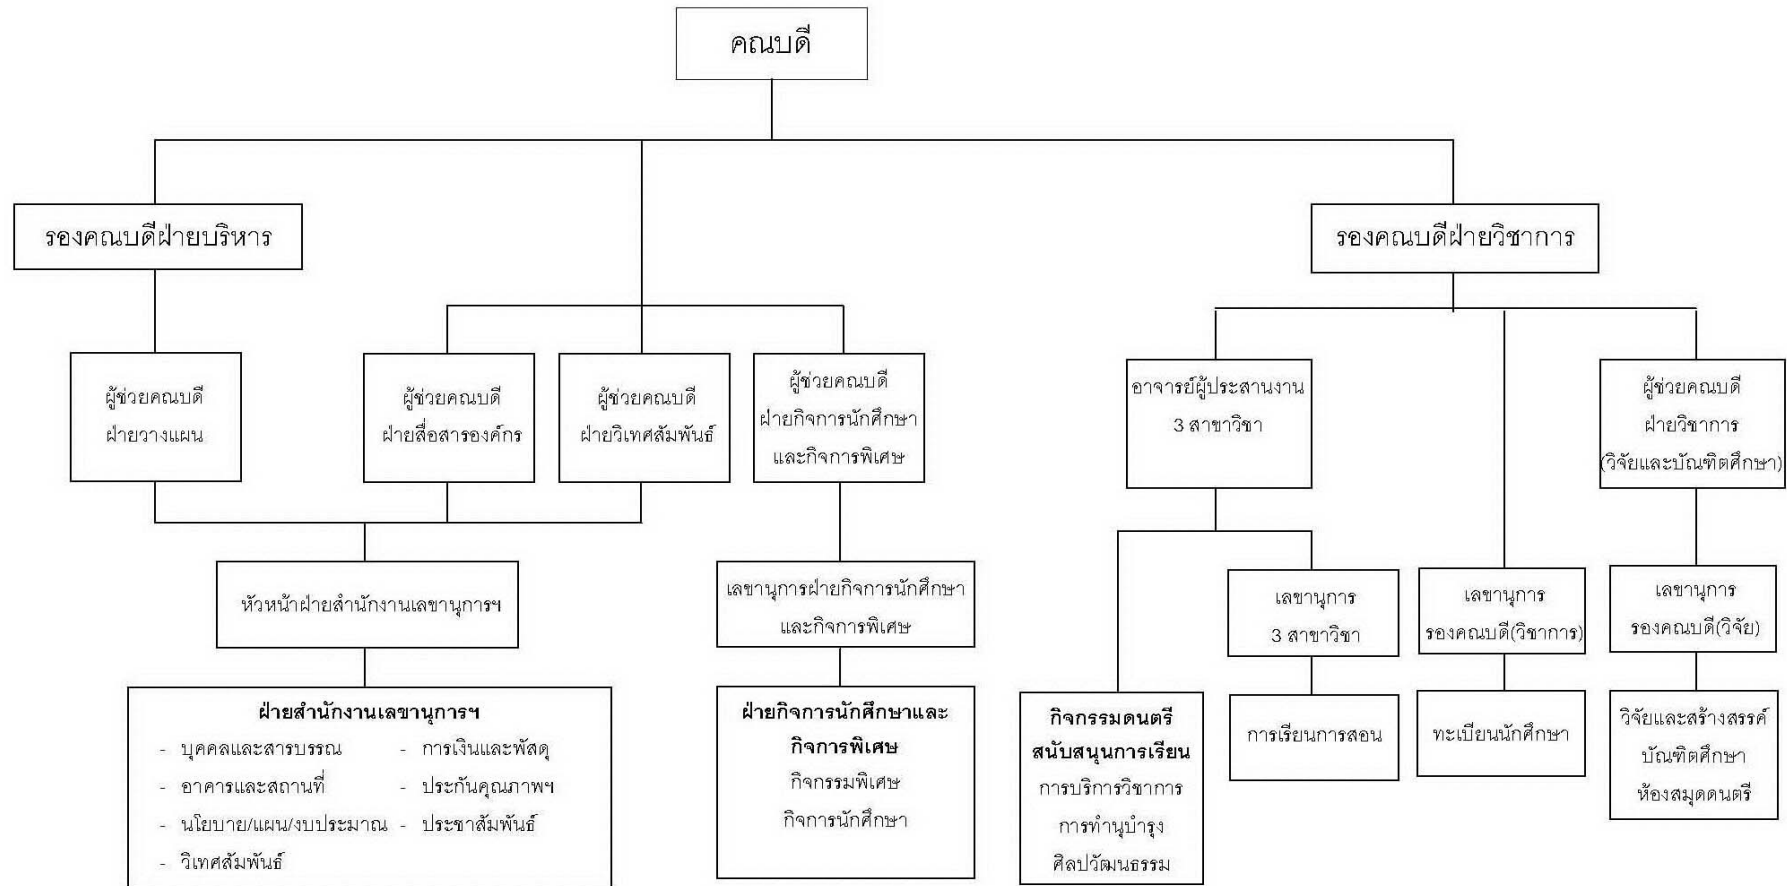 คณบดี
รองคณบดีฝ่ายบริหาร
รองคณบดีฝ่ายวิชาการ
ผู้ช่วยคณบดี
ฝ่ายวางแผน
ผู้ช่วยคณบดี
ฝ่ายสื่อสารองค์กร
ผู้ช่วยคณบดี
ฝ่ายวิเทศสัมพันธ์
ผู้ช่วยคณบดี
ฝ่ายกิจการนักศึกษา
และกิจการพิเศษ
อาจารย์ผู้ประสานงาน
3 สาขาวิชา
ผู้ช่วยคณบดี
ฝ่ายวิชาการ
(วิจัยและบัณฑิตศึกษา)
หัวหน้าฝ่ายสำนักงานเลขานุการฯ
เลขานุการฝ่ายกิจการนักศึกษา
และกิจการพิเศษ
เลขานุการ
3 สาขาวิชา
เลขานุการ
รองคณบดี(วิชาการ)
เลขานุการ
รองคณบดี(วิจัย)
ฝ่ายสำนักงานเลขานุการฯ
- บุคคลและสารบรรณ - การเงินและพัสดุ
- อาคารและสถานที่ - ประกันคุณภาพฯ
- นโยบาย/แผน/งบประมาณ - ประชาสัมพันธ์
- วิเทศสัมพันธ์
ฝ่ายกิจการนักศึกษาและ
กิจการพิเศษ
กิจกรรมพิเศษ
กิจการนักศึกษา
กิจกรรมดนตรี
สนับสนุนการเรียน
การบริการวิชาการ
การทำนุบำรุง
ศิลปวัฒนธรรม
การเรียนการสอน
ทะเบียนนักศึกษา
วิจัยและสร้างสรรค์
บัณฑิตศึกษา
ห้องสมุดดนตรี